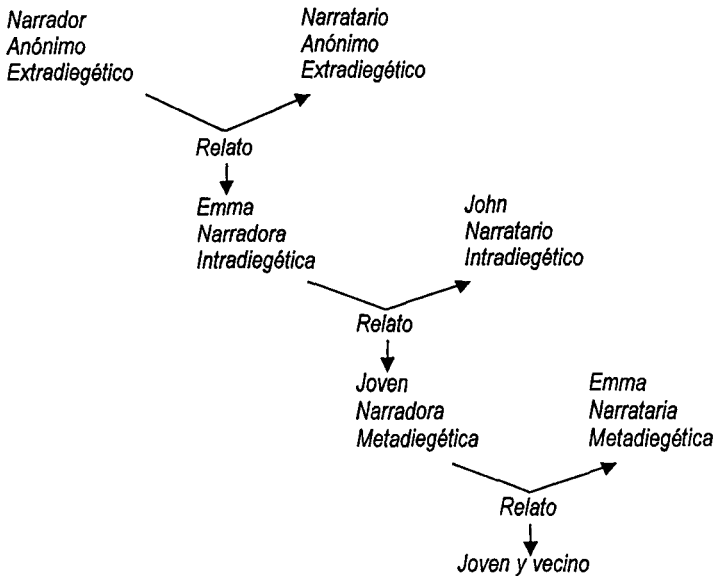 Narrador
Anónimo
Extradiegético
Narratario
Anónimo
Extradiegético
Relato
Emma
Narradora
Intradiegética
John
Narratario
Intradiegético
Relato
Joven
Narradora
Metadiegética
Emma
Narrataria
Metadiegética
Relato
Joven y vecino